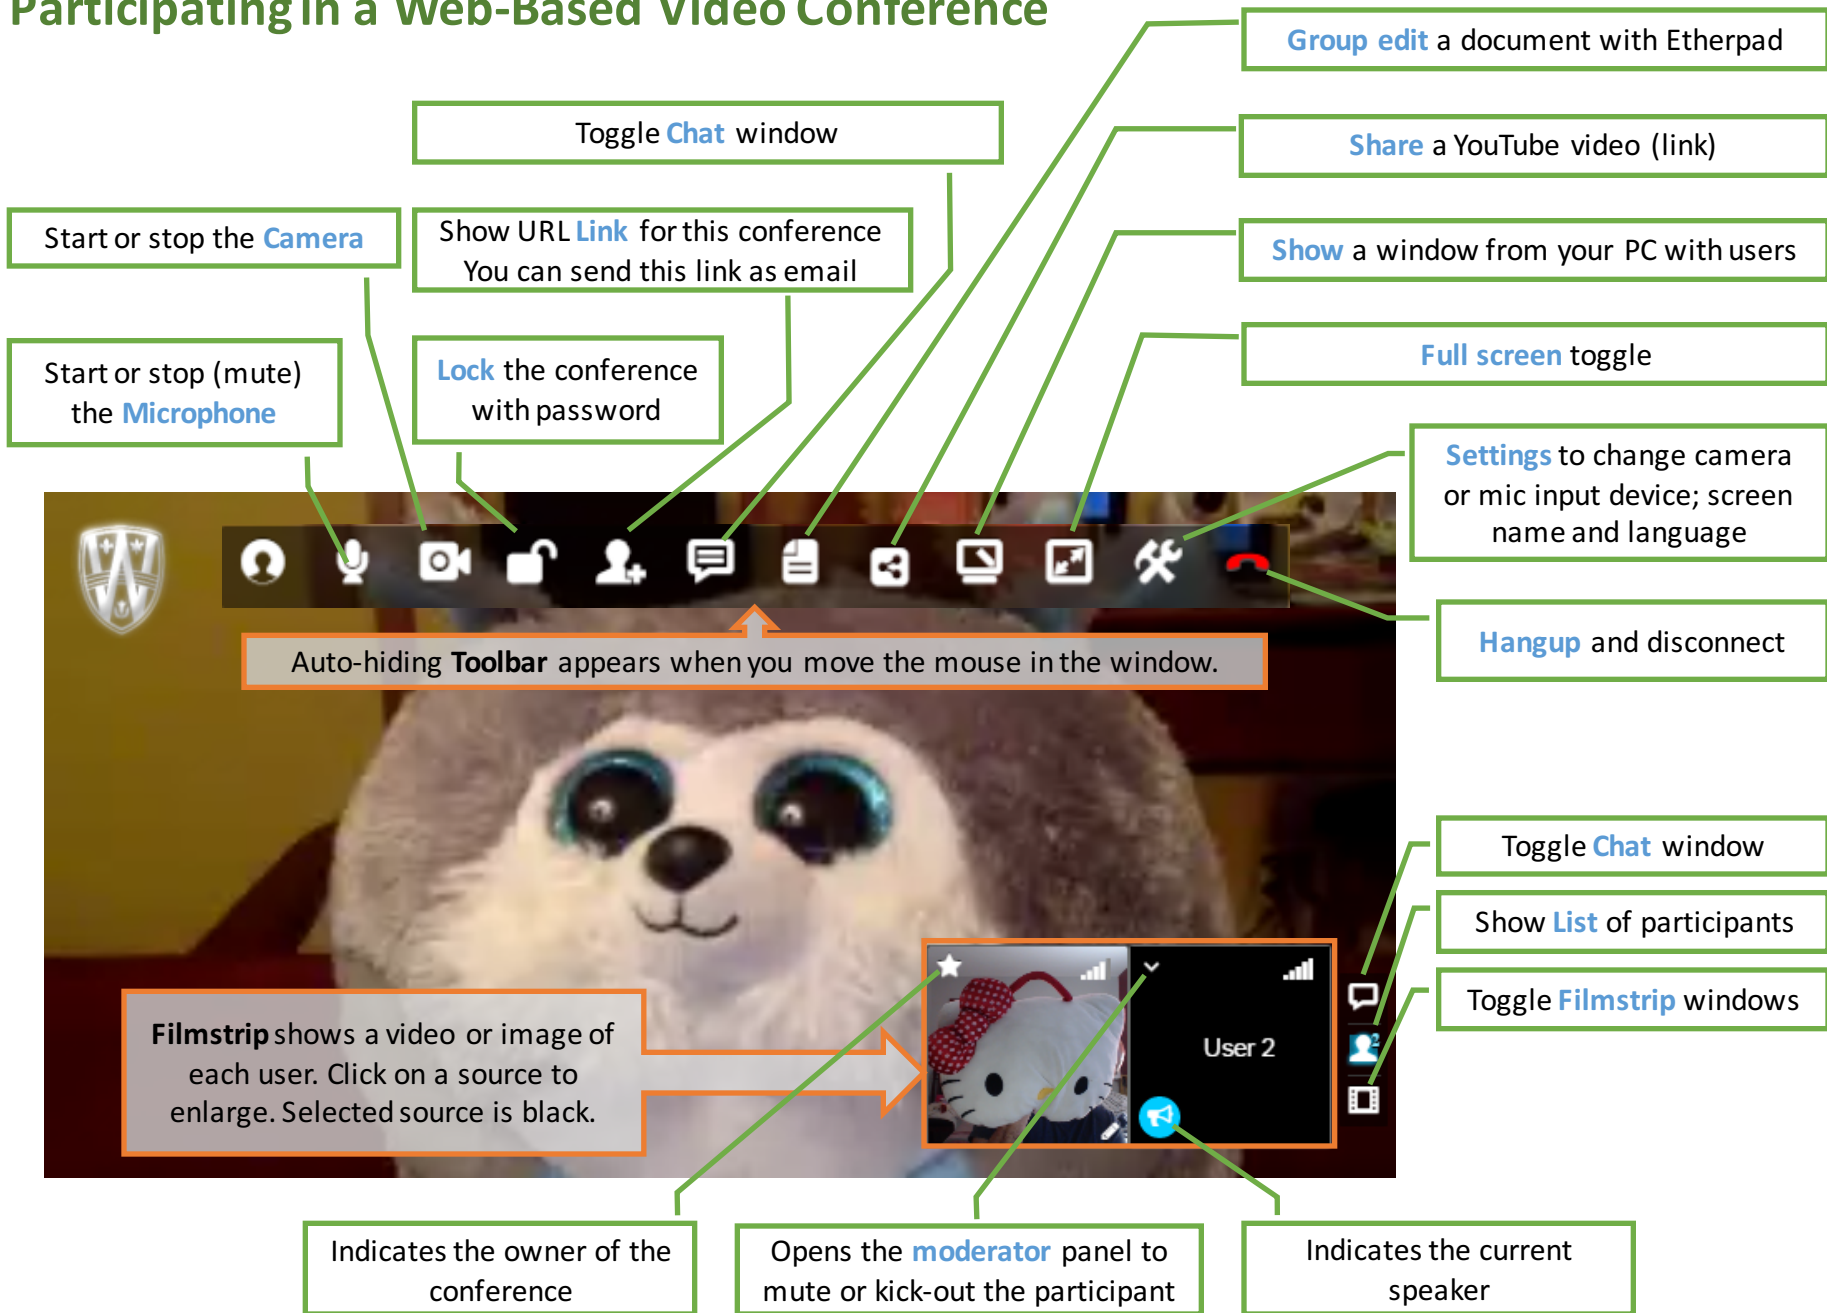 Participating in a Web-Based Video Conference
Group edit a document with Etherpad
Toggle Chat window
Share a YouTube video (link)
Start or stop the Camera
Show URL Link for this conference
You can send this link as email
Show a window from your PC with users
Start or stop (mute)
the Microphone
Lock the conference
with password
Full screen toggle
Settings to change camera
or mic input device; screen
name and language
Hangup and disconnect
Auto-hiding Toolbar appears when you move the mouse in the window.
Toggle Chat window
Show List of participants
Toggle Filmstrip windows
Filmstrip shows a video or image of
each user. Click on a source to
enlarge. Selected source is black.
User 2
2
Indicates the owner of the
conference
Opens the moderator panel to
mute or kick-out the participant
Indicates the current
speaker